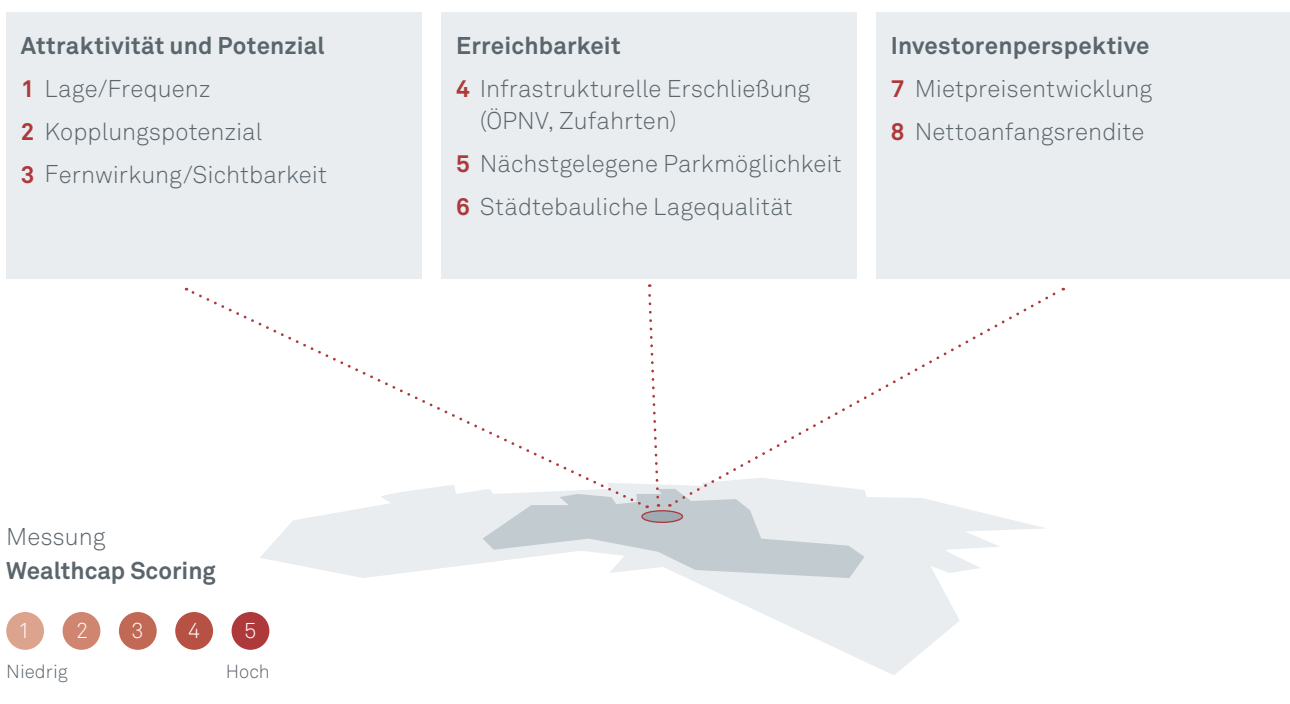 Attraktivität und Potenzial
1 Lage/Frequenz
2 Kopplungspotenzial
3 Fernwirkung/Sichtbarkeit
Erreichbarkeit
4 Infrastrukturelle Erschließung
(ÖPNV, Zufahrten)
5 Nächstgelegene Parkmöglichkeit
6 Städtebauliche Lagequalität
Investorenperspektive
7 Mietpreisentwicklung
8 Nettoanfangsrendite
Messung
Wealthcap Scoring
1 2 3 4 5
Niedrig Hoch